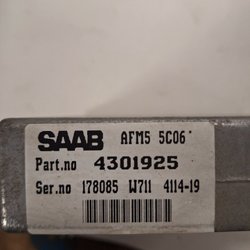 SAAB AFM5 5C06
Part.no 4301925
Ser.no 178085 W711 4114-19